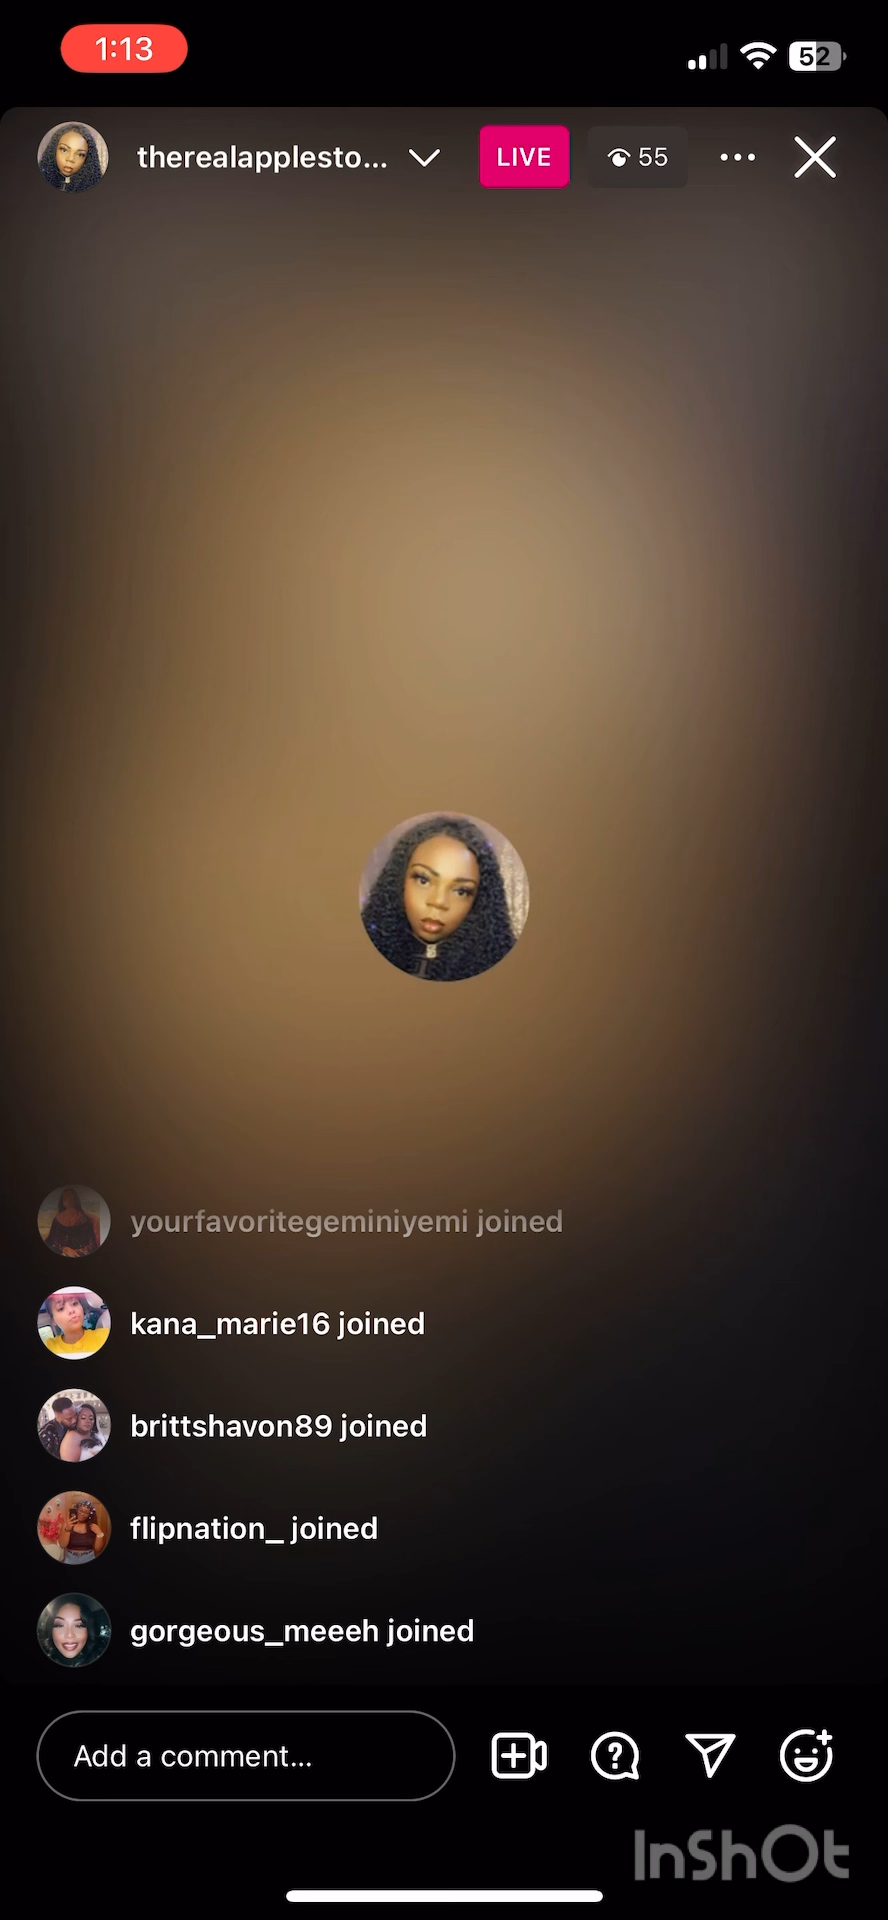 1:13
52
therealapplesto...
LIVE
55
yourfavoritegeminiyemi joined
kana_marie16 joined
brittshavon89 joined
flipnation_ joined
gorgeous_meeeh joined
Add a comment...
InShOt